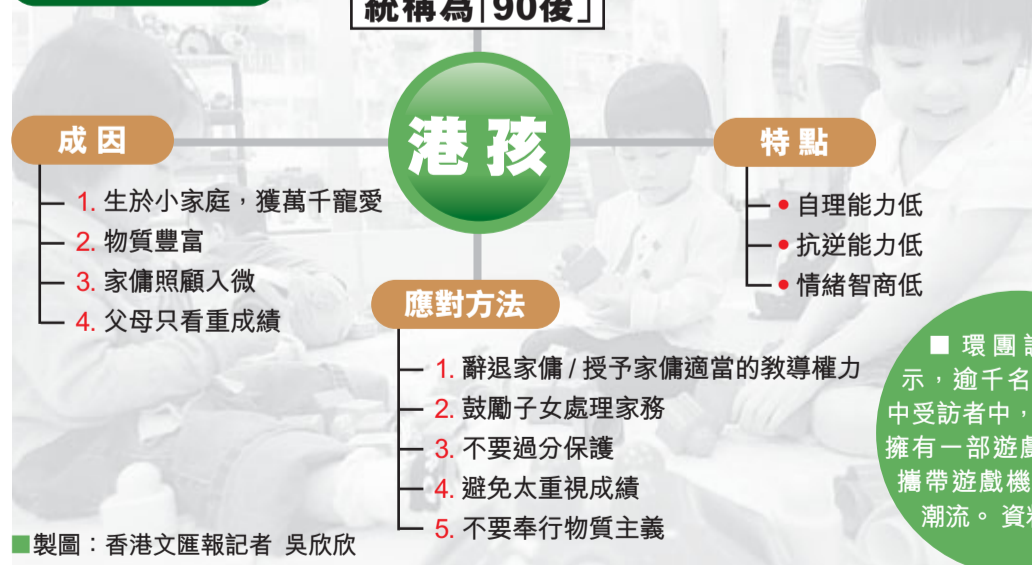 統稱為「90後」
港孩
成因
1. 生於小家庭，獲萬千寵愛
2. 物質豐富
3. 家傭照顧入微
4. 父母只看重成績
特點
• 自理能力低
• 抗逆能力低
• 情緒智商低
應對方法
1. 辭退家傭 / 授予家傭適當的教導權力
2. 鼓勵子女處理家務
3. 不要過分保護
4. 避免太重視成績
5. 不要奉行物質主義
■ 環團
示，逾千名
中受訪者中，
擁有一部遊
攜帶遊戲機
潮流。資
■製圖：香港文匯報記者 吳欣欣